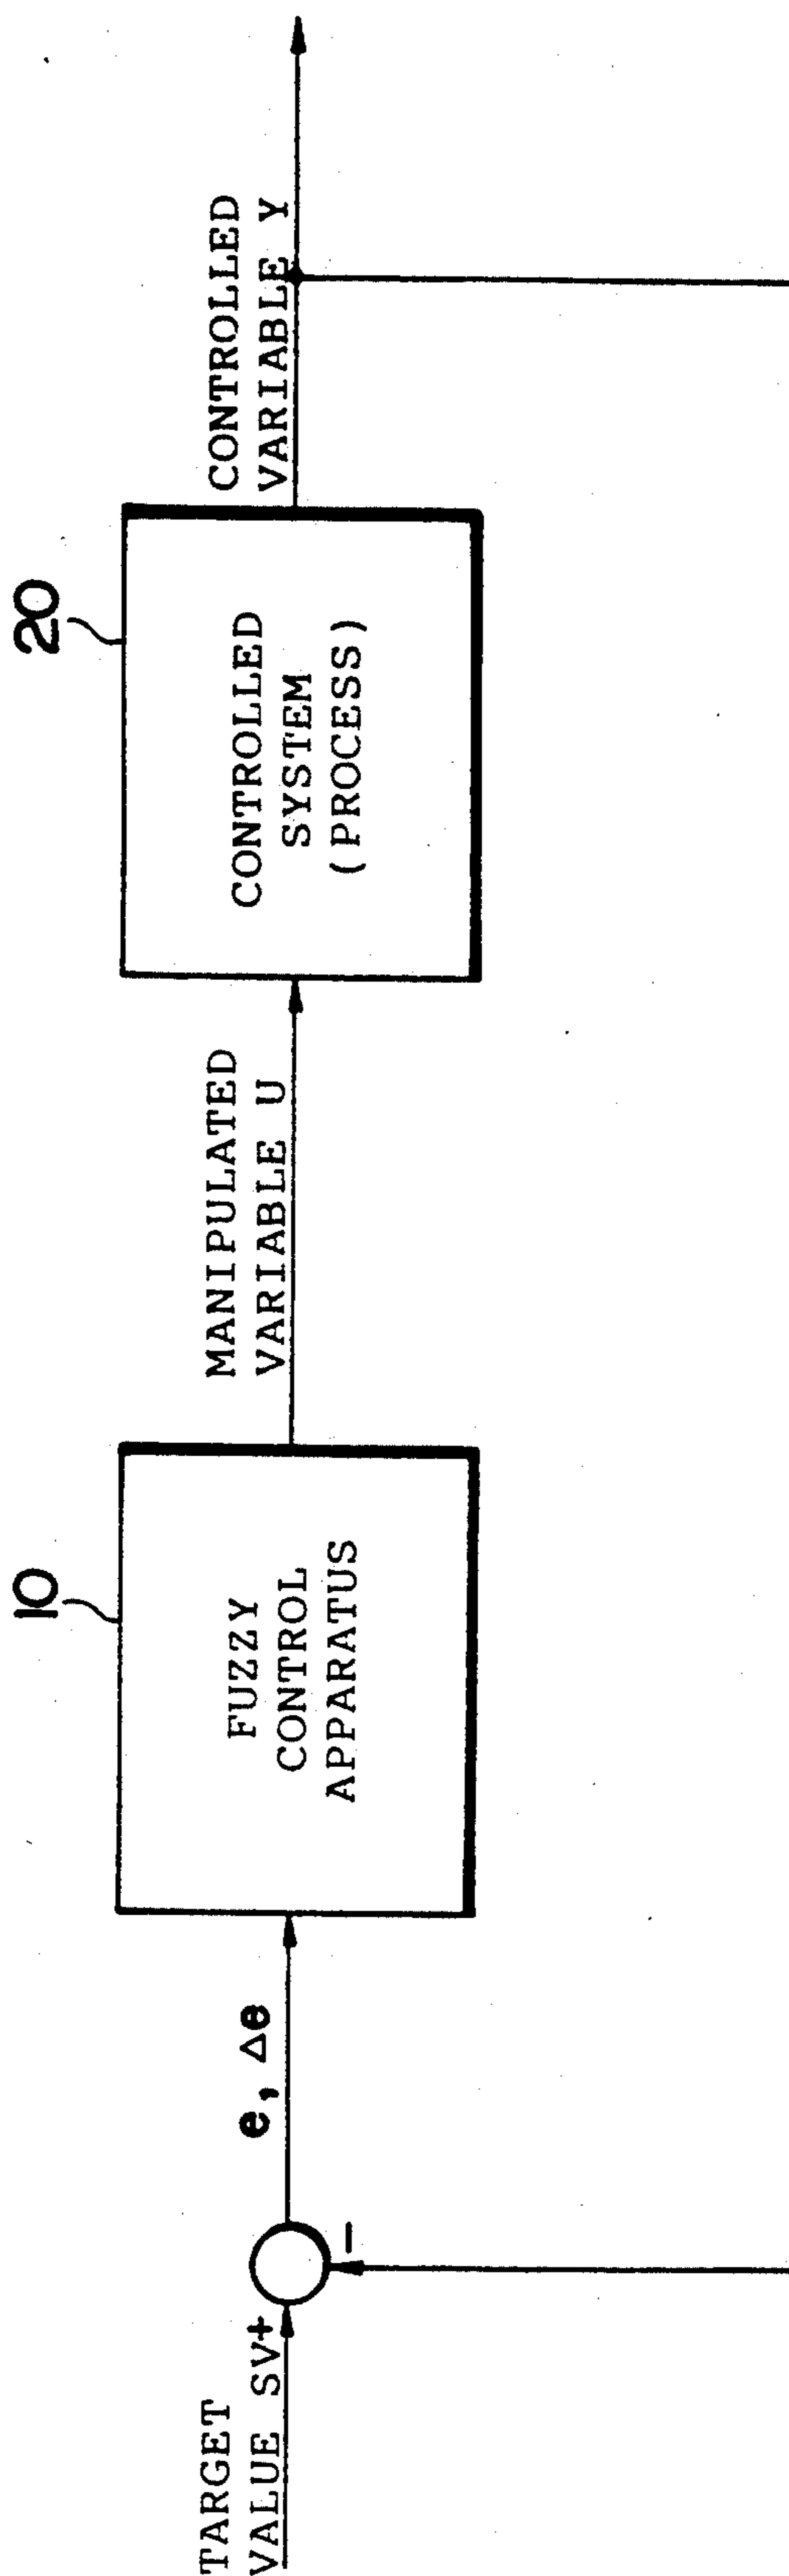 TARGET
VALUE SV+
−
e, Δe
10
FUZZY
CONTROL
APPARATUS
MANIPULATED
VARIABLE U
20
CONTROLLED
SYSTEM
(PROCESS)
CONTROLLED
VARIABLE Y